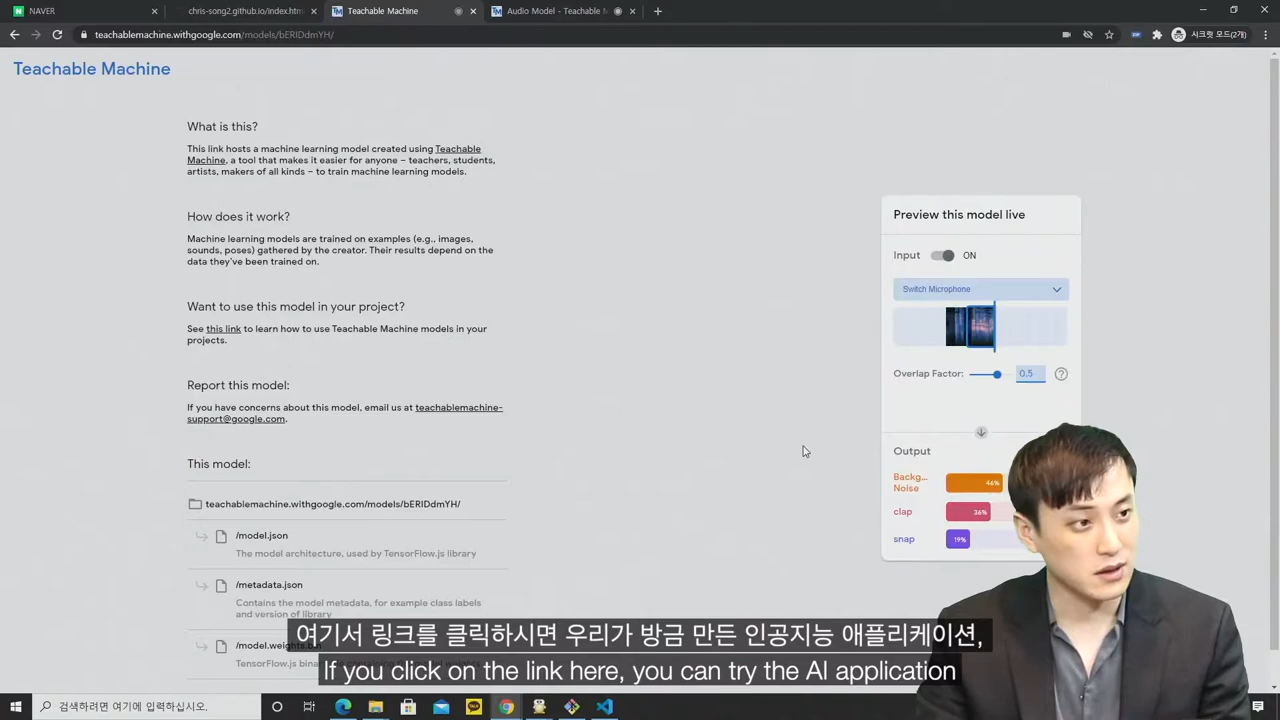 NAVER
chris-song2.github.io/index.htm
Teachable Machine
Audio Model - Teachable M
teachablemachine.withgoogle.com/models/bERIDdmYH/
시크릿 모드(2개)
Teachable Machine
What is this?
This link hosts a machine learning model created using Teachable
Machine, a tool that makes it easier for anyone – teachers, students,
artists, makers of all kinds – to train machine learning models.
How does it work?
Machine learning models are trained on examples (e.g., images,
sounds, poses) gathered by the creator. Their results depend on the
data they've been trained on.
Want to use this model in your project?
See this link to learn how to use Teachable Machine models in your
projects.
Report this model:
If you have concerns about this model, email us at teachablemachine-
support@google.com.
This model:
teachablemachine.withgoogle.com/models/bERIDdmYH/
/model.json
The model architecture, used by TensorFlow.js library
/metadata.json
Contains the model metadata, for example class labels
and version of library
/model.weights.bin
TensorFlow.js
Preview this model live
Input ON
Switch Microphone
Overlap Factor: 0.5
Output
Backg...
Noise
46%
clap 36%
snap 19%
여기서 링크를 클릭하시면 우리가 방금 만든 인공지능 애플리케이션,
If you click on the link here, you can try the AI application
검색하려면 여기에 입력하십시오.
TALK